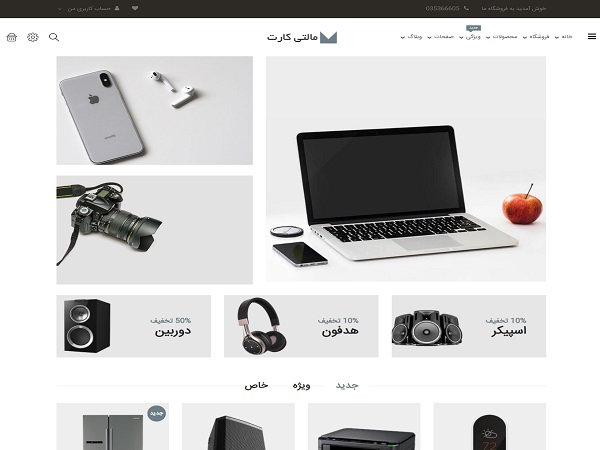 خوش آمدید به فروشگاه ما
035366605
حساب کاربری من
خانه
فروشگاه
محصولات
ویژگی
جدید
صفحات
وبلاگ
مالتی کارت
10% تخفیف
اسپیکر
10% تخفیف
هدفون
50% تخفیف
دوربین
جدید
ویژه
خاص
جدید